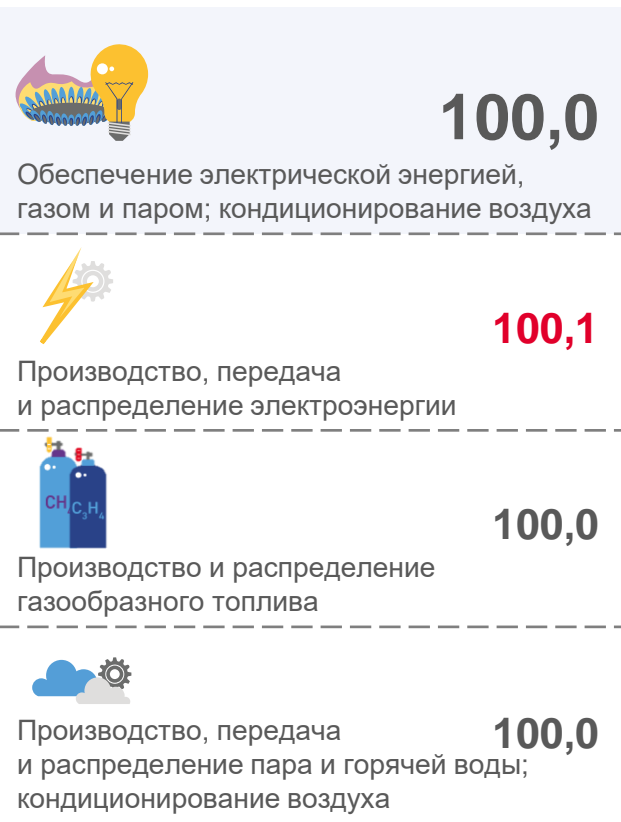 100,0
Обеспечение электрической энергией,
газом и паром; кондиционирование воздуха
100,1
Производство, передача
и распределение электроэнергии
CH
C3H4
100,0
Производство и распределение
газообразного топлива
100,0
Производство, передача
и распределение пара и горячей воды;
кондиционирование воздуха